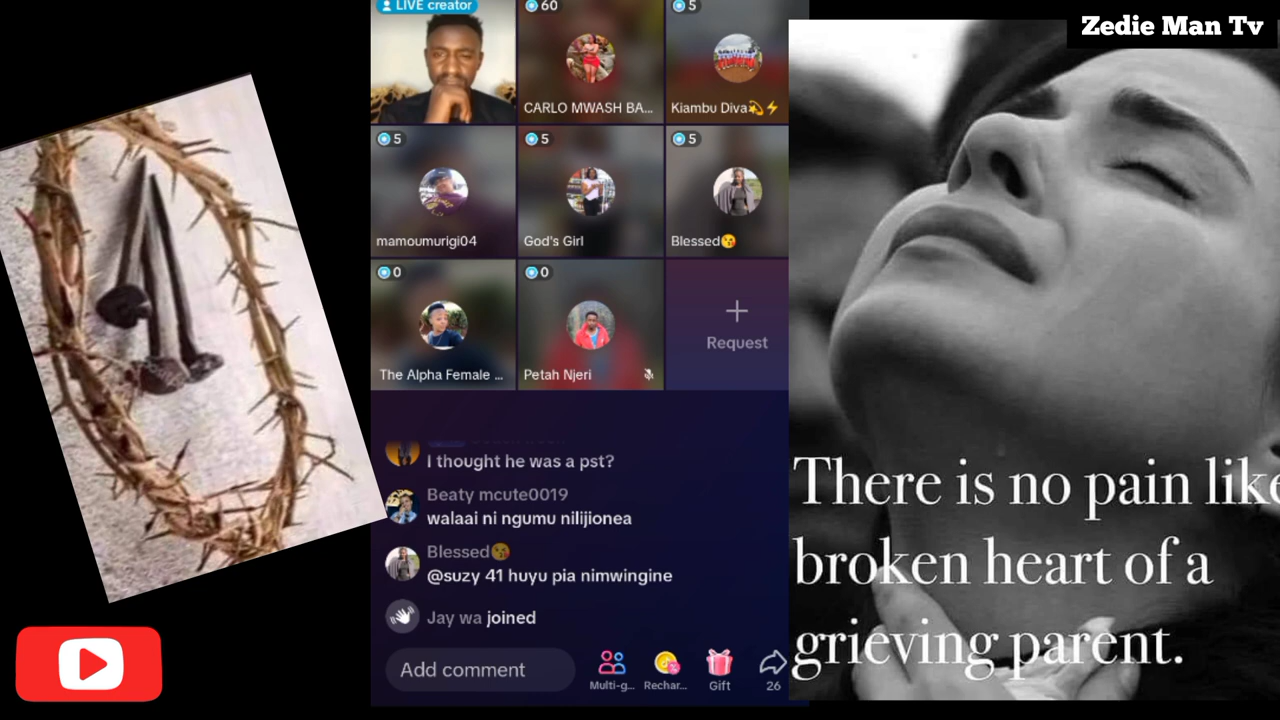 Zedie Man Tv
LIVE creator
60
5
CARLO MWASH BA...
Kiambu Diva💫⚡
5
5
5
mamoumurigi04
God's Girl
Blessed😘
0
0
Request
The Alpha Female ...
Petah Njeri
I thought he was a pst?
Beaty mcute0019
walaai ni ngumu nilijionea
Blessed😘
@suzy 41 huyu pia nimwingine
Jay wa joined
Add comment
Multi-g...
Rechar...
Gift
26
There is no pain like
broken heart of a
grieving parent.